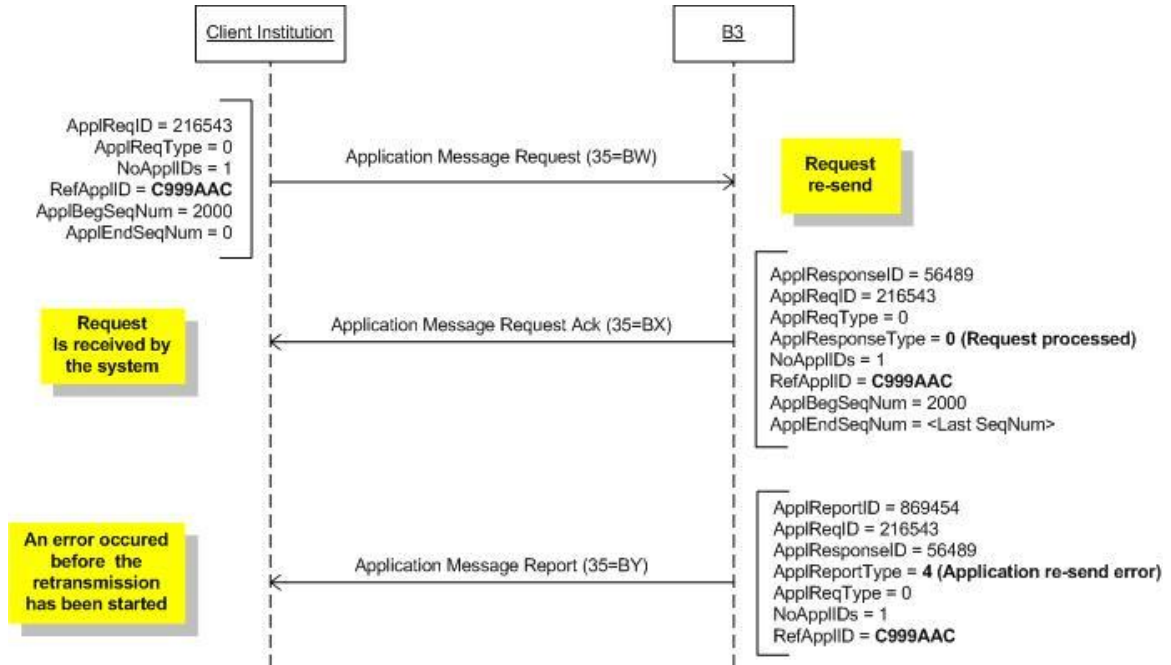 Client Institution
B3
ApplReqID = 216543
ApplReqType = 0
NoApplIDs = 1
RefApplID = C999AAC
ApplBegSeqNum = 2000
ApplEndSeqNum = 0
Application Message Request (35=BW)
Request
re-send
Request
Is received by
the system
Application Message Request Ack (35=BX)
ApplResponseID = 56489
ApplReqID = 216543
ApplReqType = 0
ApplResponseType = 0 (Request processed)
NoApplIDs = 1
RefApplID = C999AAC
ApplBegSeqNum = 2000
ApplEndSeqNum = <Last SeqNum>
An error occured
before the
retransmission
has been started
Application Message Report (35=BY)
ApplReportID = 869454
ApplReqID = 216543
ApplResponseID = 56489
ApplReportType = 4 (Application re-send error)
ApplReqType = 0
NoApplIDs = 1
RefApplID = C999AAC